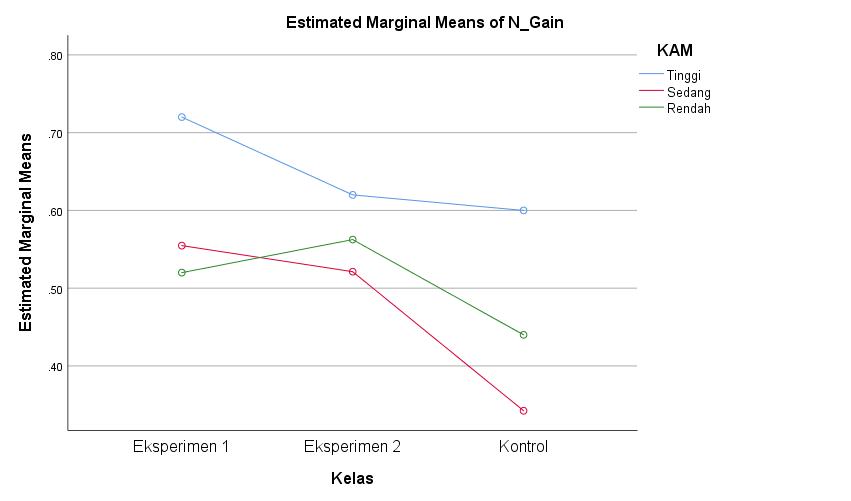 Estimated Marginal Means of N_Gain
KAM
Tinggi
Sedang
Rendah
Estimated Marginal Means
.80
.70
.60
.50
.40
Eksperimen 1
Eksperimen 2
Kontrol
Kelas